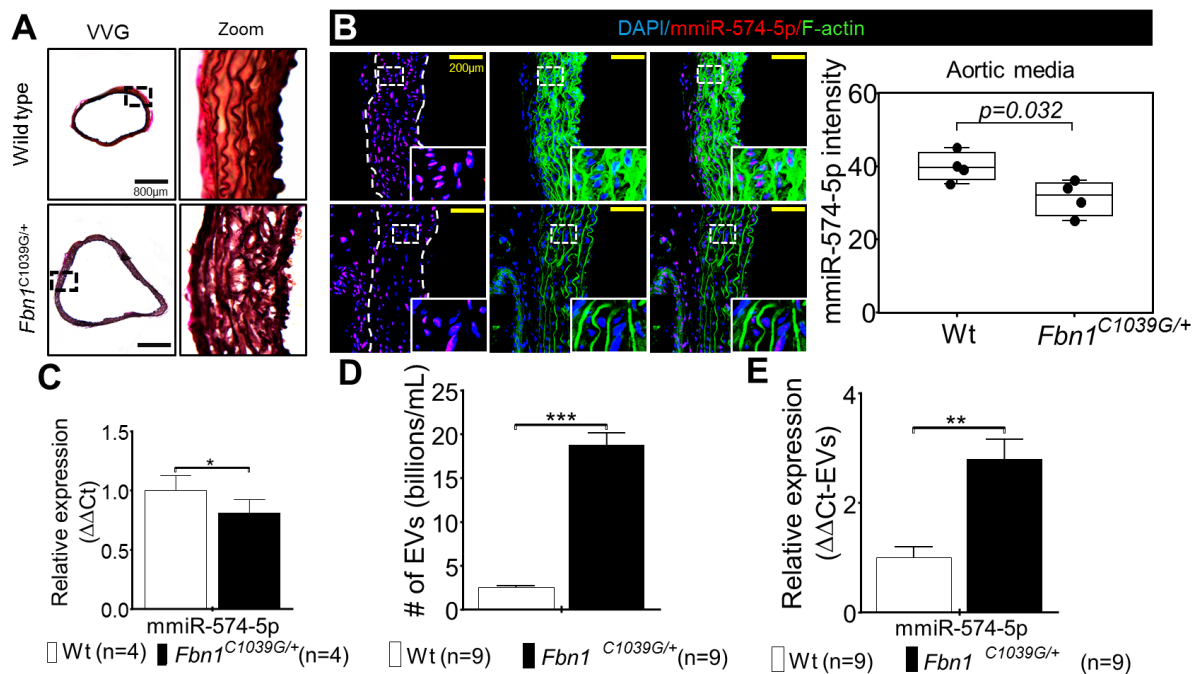 A
VVG
Zoom
Wild type
800μm
Fbn1C1039G/+
B
DAPI/mmiR-574-5p/F-actin
200μm
Aortic media
mmiR-574-5p intensity
60
40
20
0
p=0.032
Wt
Fbn1C1039G/+
C
Relative expression
(ΔΔCt)
1.5
1.0
0.5
0.0
*
mmiR-574-5p
Wt (n=4)
Fbn1C1039G/+(n=4)
D
# of EVs (billions/mL)
25
20
15
10
5
0
***
Wt (n=9)
Fbn1 C1039G/+(n=9)
E
Relative expression
(ΔΔCt-EVs)
4
2
0
**
mmiR-574-5p
Wt (n=9)
Fbn1 C1039G/+ (n=9)